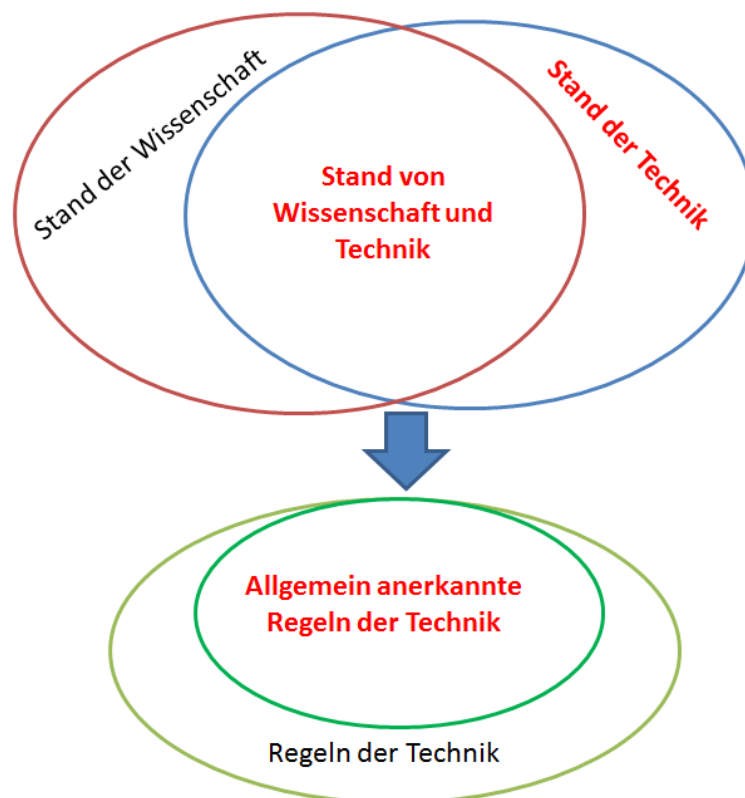 Stand der Wissenschaft
Stand der Technik
Stand von
Wissenschaft und
Technik
Allgemein anerkannte
Regeln der Technik
Regeln der Technik